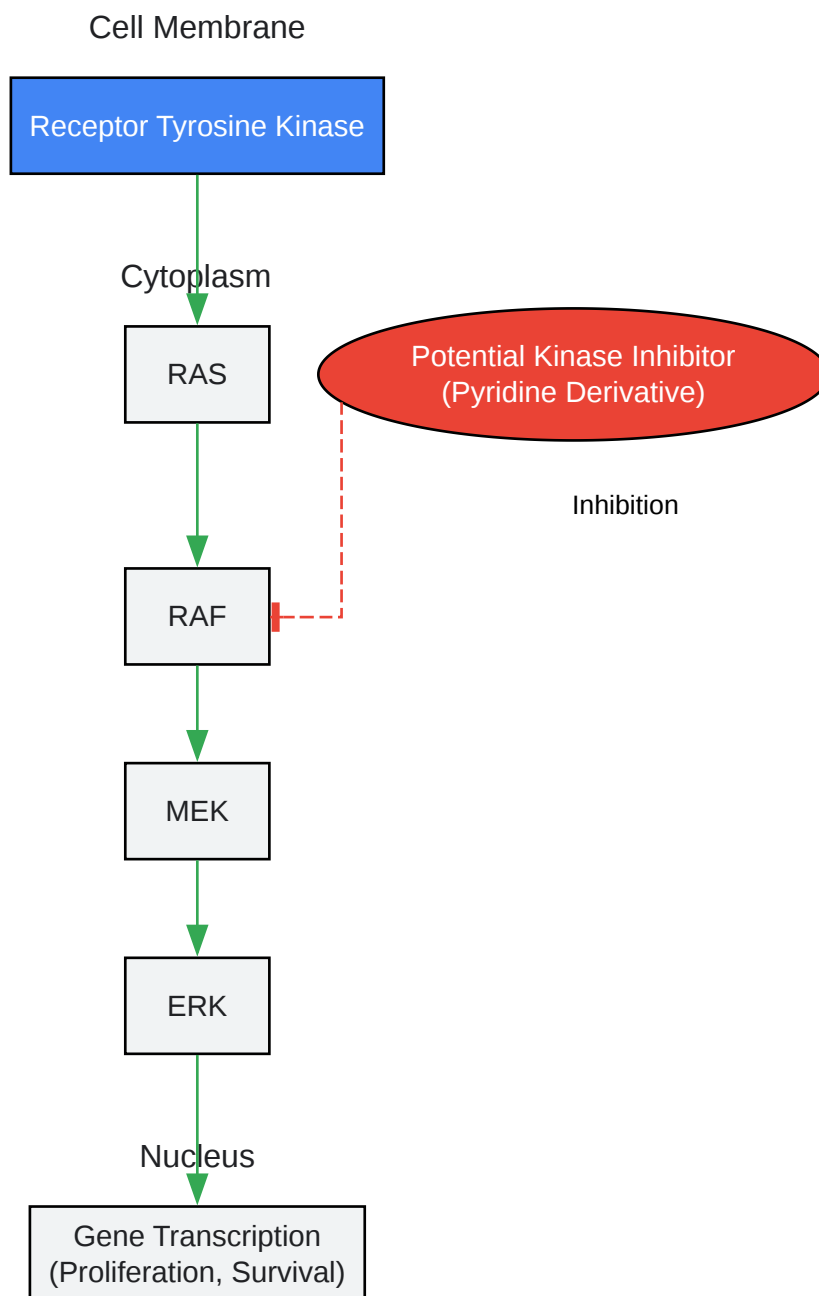 Cell Membrane
Receptor Tyrosine Kinase
Cytoplasm
RAS
Potential Kinase Inhibitor
(Pyridine Derivative)
Inhibition
RAF
MEK
ERK
Nucleus
Gene Transcription
(Proliferation, Survival)